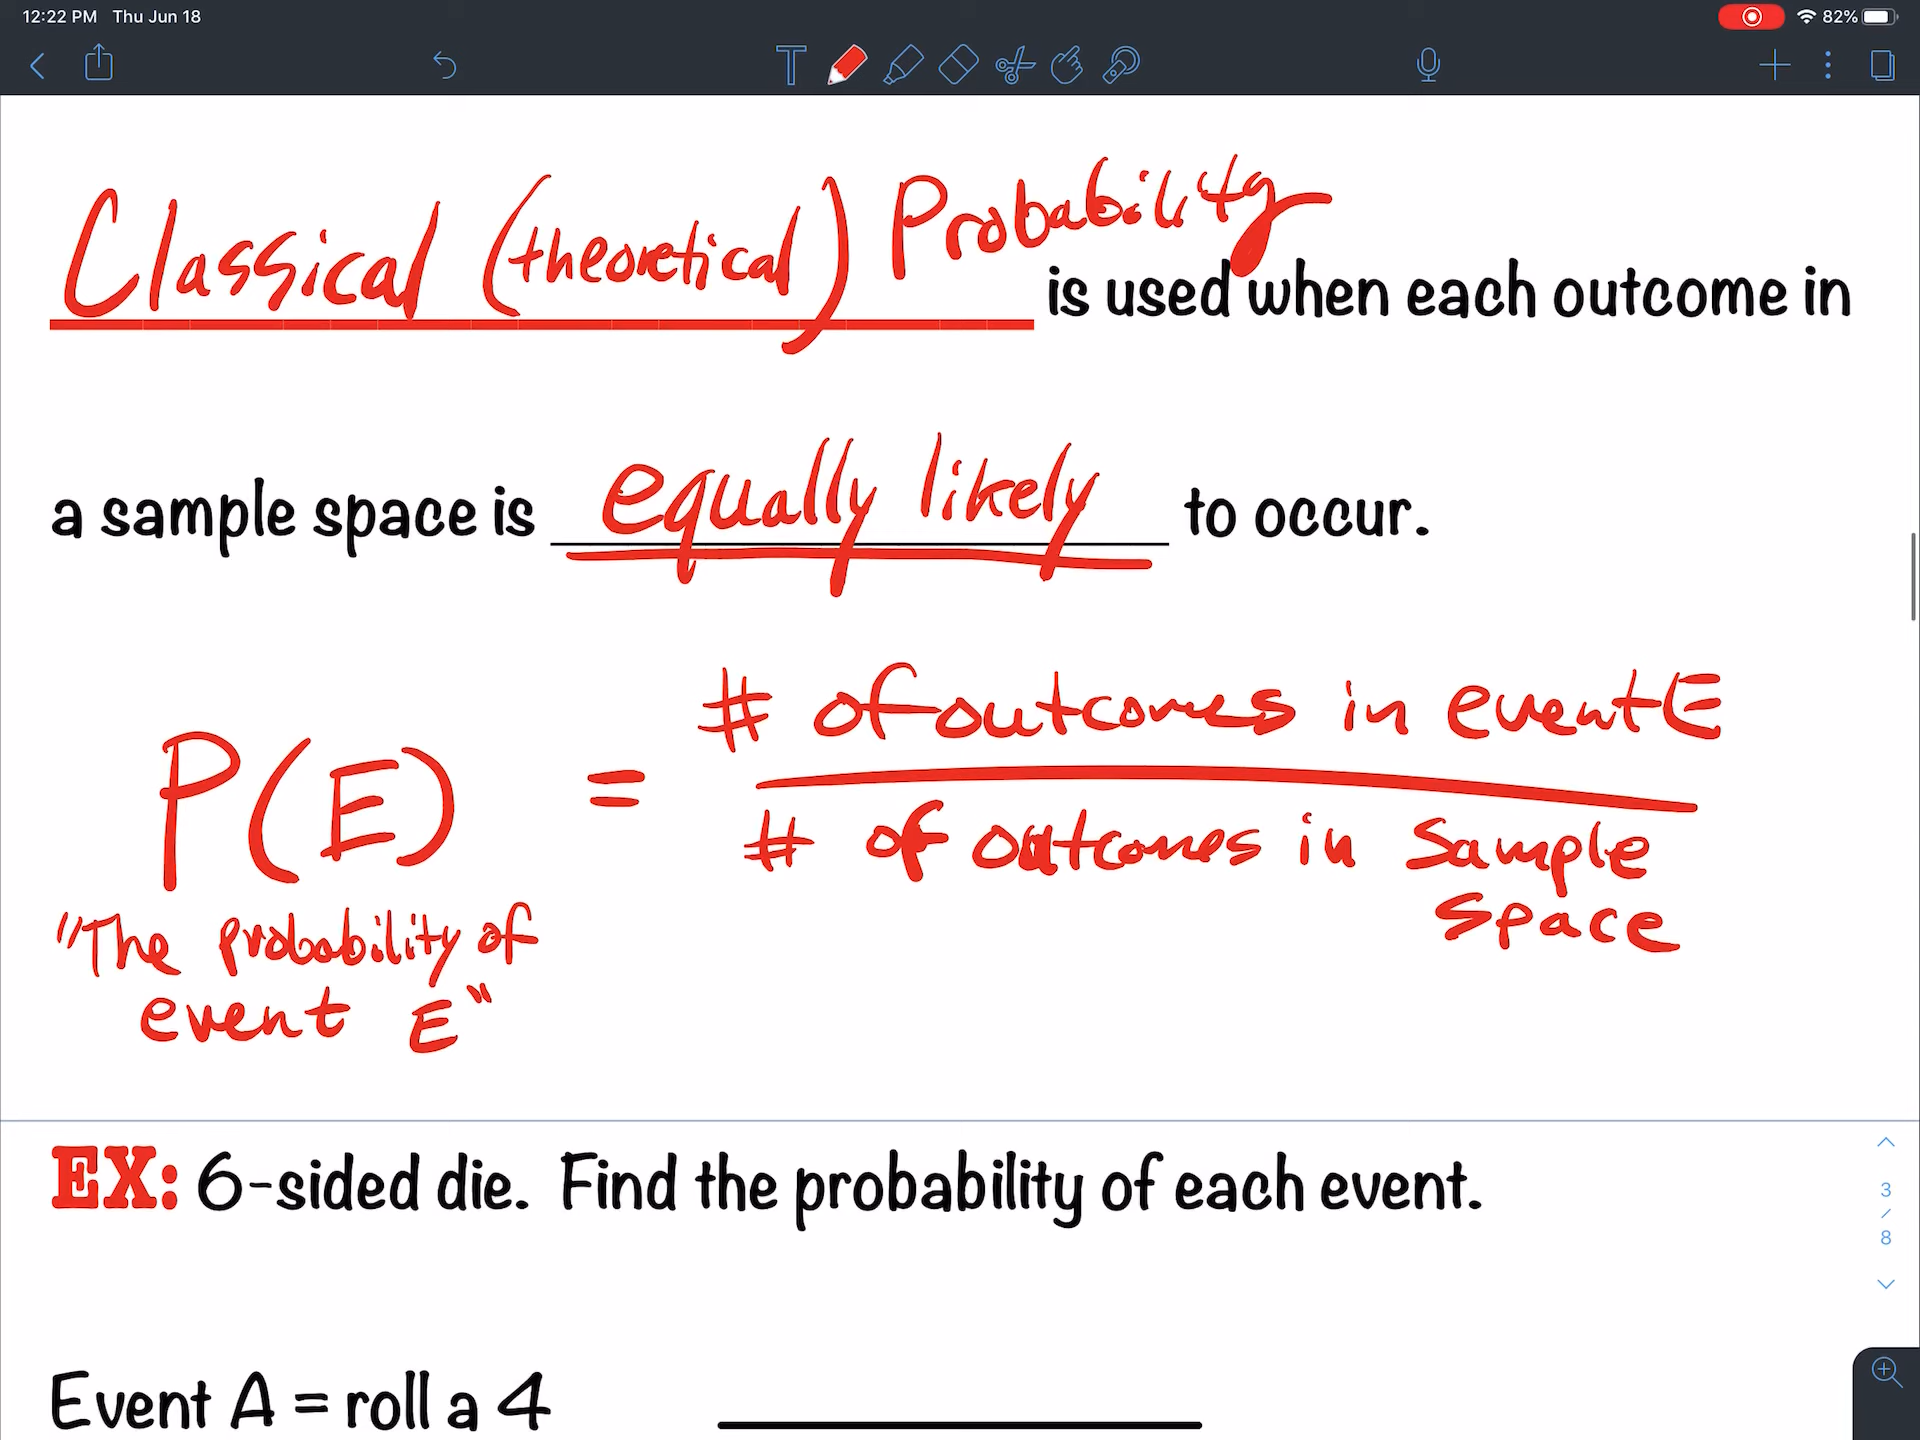 12:22 PM Thu Jun 18
82%
T
Classical (theoretical) Probability is used when each outcome in
a sample space is equally likely to occur.
P(E) = # of outcomes in event E
# of outcomes in Sample
space
"The probability of
event E"
EX: 6-sided die. Find the probability of each event.
3
/
8
Event A = roll a 4